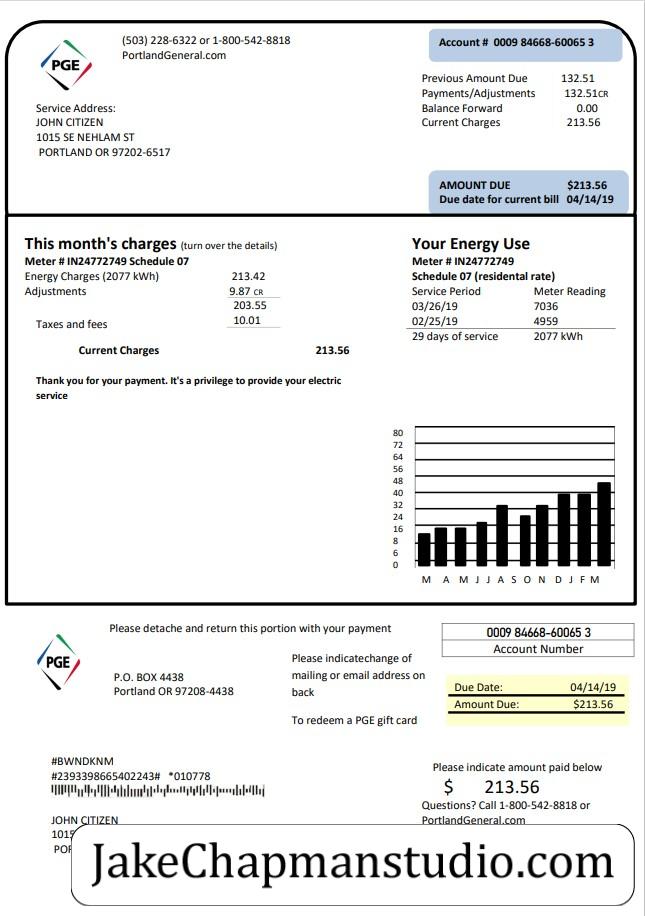 (503) 228-6322 or 1-800-542-8818
PortlandGeneral.com
PGE
Account # 0009 84668-60065 3
Previous Amount Due 132.51
Payments/Adjustments 132.51CR
Balance Forward 0.00
Current Charges 213.56
Service Address:
JOHN CITIZEN
1015 SE NEHLAM ST
PORTLAND OR 97202-6517
AMOUNT DUE $213.56
Due date for current bill 04/14/19
This month's charges (turn over the details)
Meter # IN24772749 Schedule 07
Energy Charges (2077 kWh) 213.42
Adjustments 9.87 CR
203.55
Taxes and fees 10.01
Current Charges 213.56
Thank you for your payment. It's a privilege to provide your electric
service
Your Energy Use
Meter # IN24772749
Schedule 07 (residental rate)
Service Period Meter Reading
03/26/19 7036
02/25/19 4959
29 days of service 2077 kWh
80
72
64
56
48
40
32
24
16
8
6
0
M A M J J A S O N D J F M
Please detache and return this portion with your payment
PGE
P.O. BOX 4438
Portland OR 97208-4438
Please indicatechange of
mailing or email address on
back
To redeem a PGE gift card
0009 84668-60065 3
Account Number
Due Date: 04/14/19
Amount Due: $213.56
#BWNDKNM
#2393398665402243# *010778
JOHN CITIZEN
1015
Please indicate amount paid below
$ 213.56
Questions? Call 1-800-542-8818 or
PortlandGeneral.com
JakeChapmanstudio.com